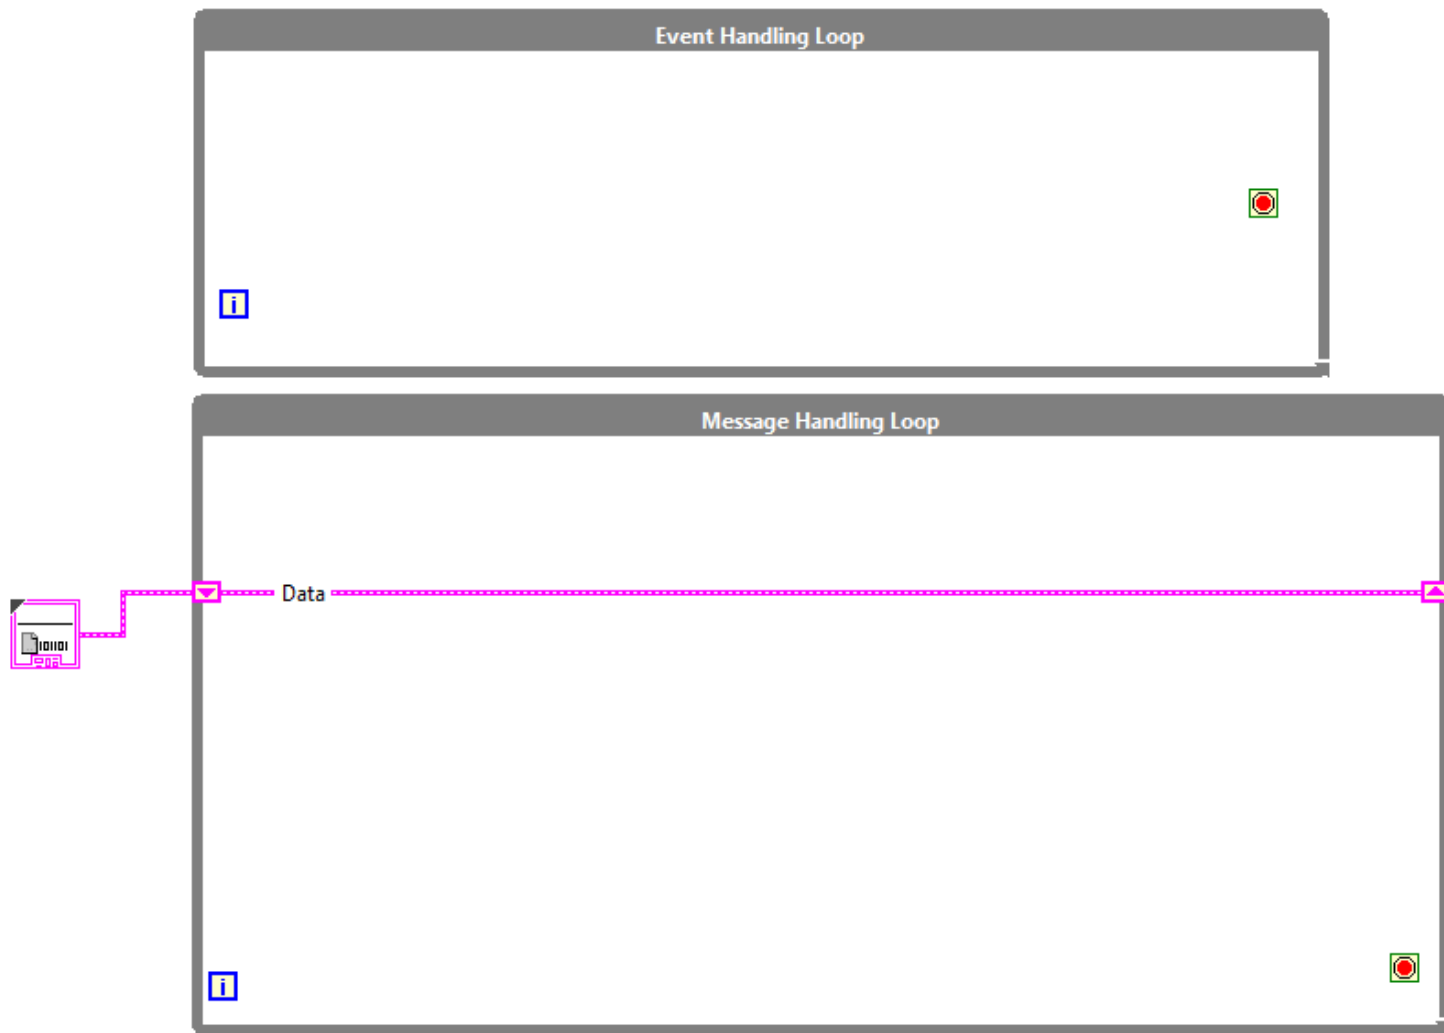 Event Handling Loop
i
Message Handling Loop
Data
i